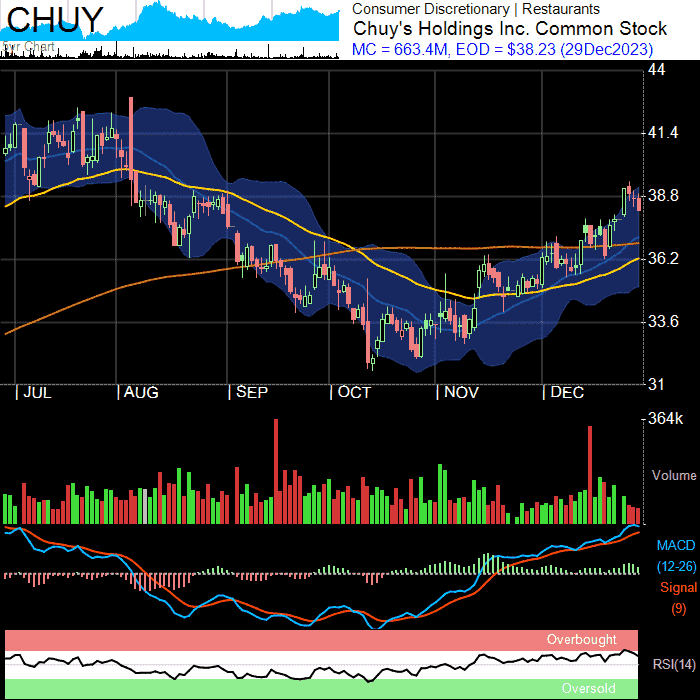 CHUY
5yr Chart
Consumer Discretionary | Restaurants
Chuy's Holdings Inc. Common Stock
MC = 663.4M, EOD = $38.23 (29Dec2023)
44
41.4
38.8
36.2
33.6
31
| JUL | AUG | SEP | OCT | NOV | DEC
364k
Volume
MACD
(12-26)
Signal
(9)
Overbought
RSI(14)
Oversold